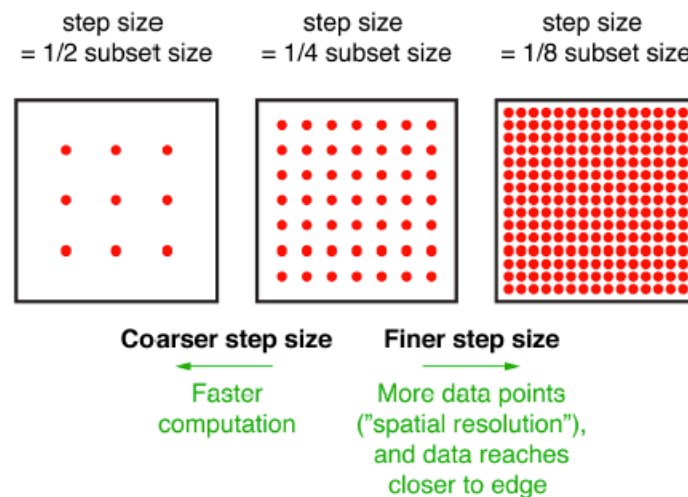 step size
= 1/2 subset size
step size
= 1/4 subset size
step size
= 1/8 subset size
Coarser step size
Finer step size
Faster
computation
More data points
("spatial resolution"),
and data reaches
closer to edge